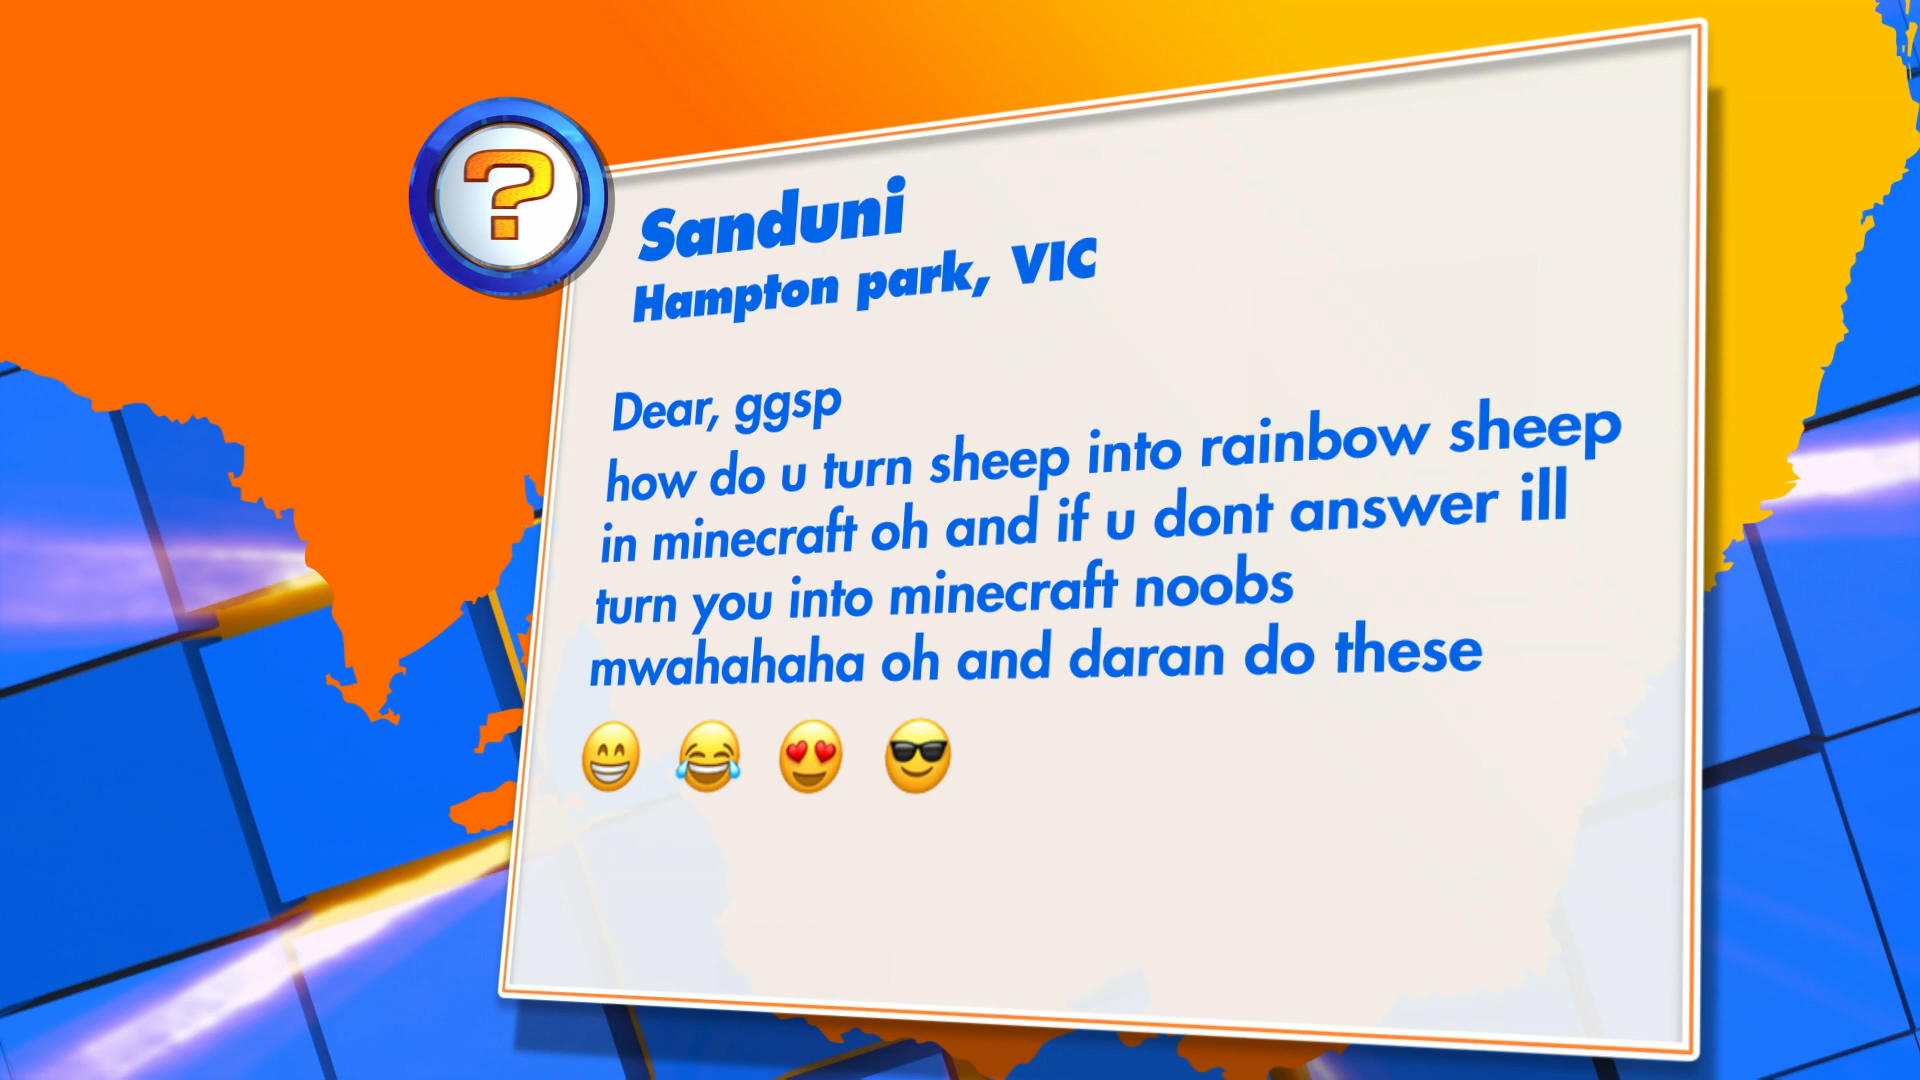 ?
Sanduni
Hampton park, VIC
Dear, ggsp
how do u turn sheep into rainbow sheep
in minecraft oh and if u dont answer ill
turn you into minecraft noobs
mwahahaha oh and daran do these
😁 😂 😍 😎